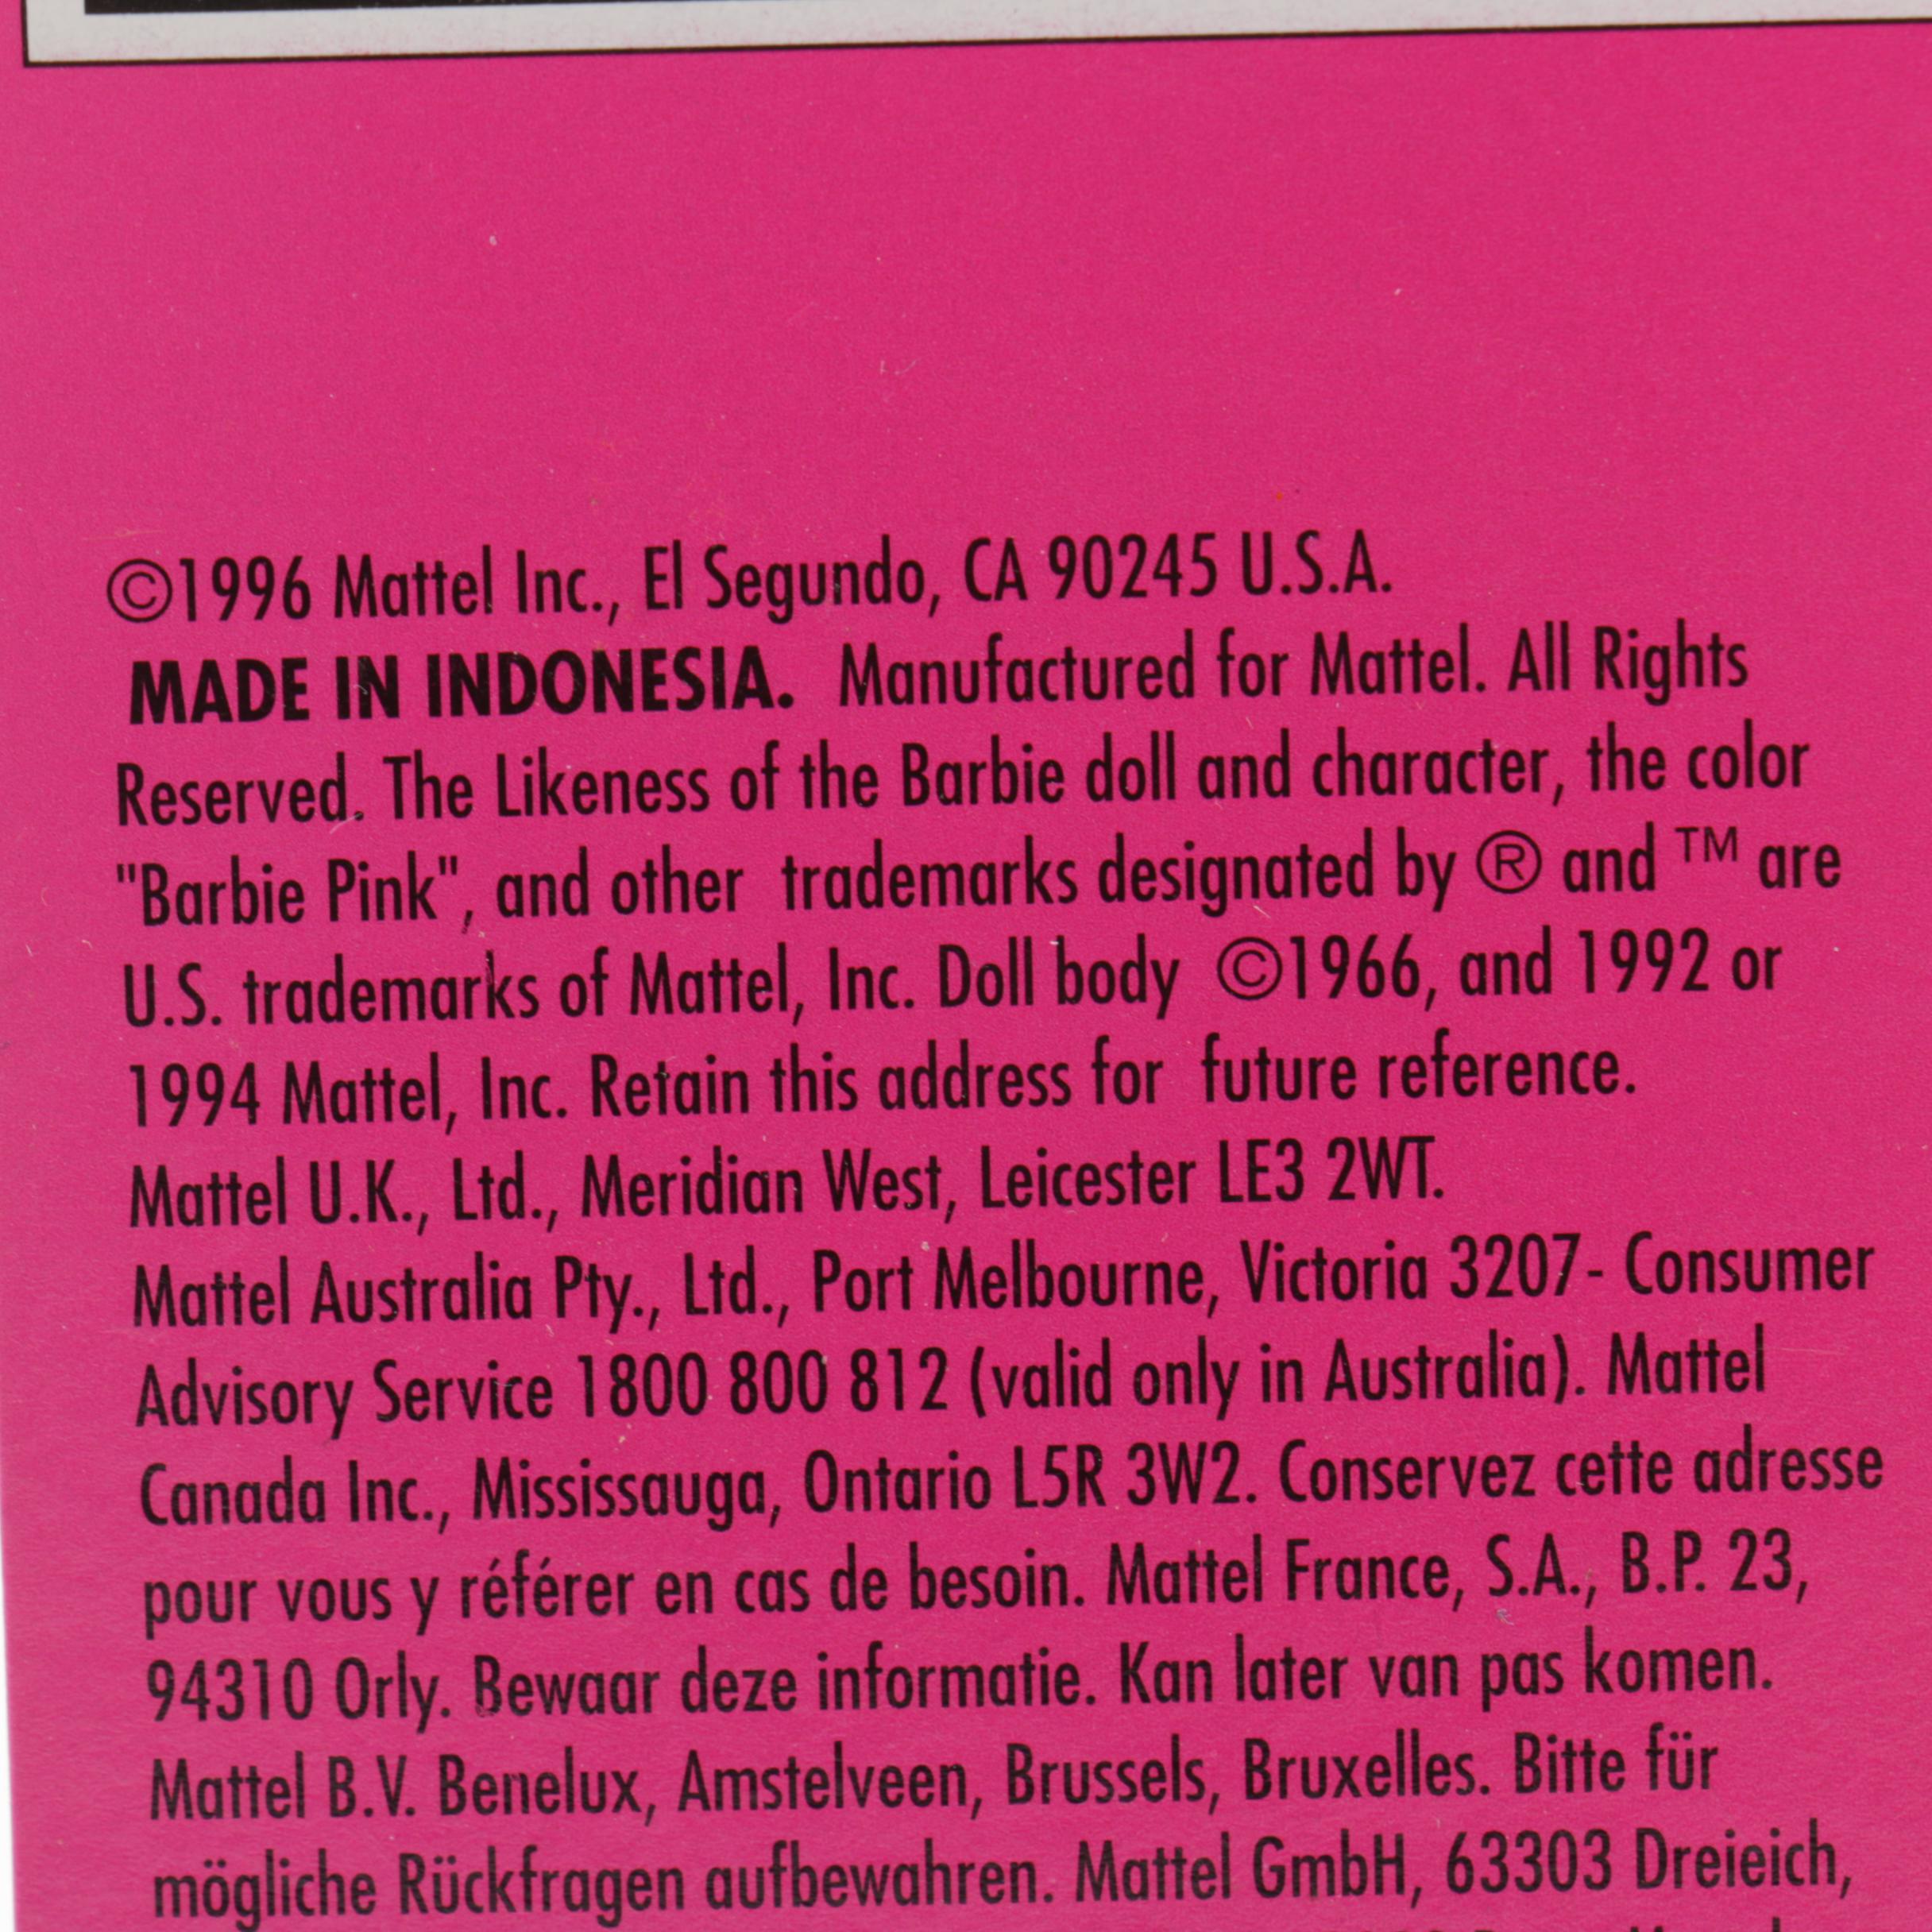 ©1996 Mattel Inc., El Segundo, CA 90245 U.S.A.
MADE IN INDONESIA. Manufactured for Mattel. All Rights
Reserved. The Likeness of the Barbie doll and character, the color
"Barbie Pink", and other trademarks designated by ® and ™ are
U.S. trademarks of Mattel, Inc. Doll body ©1966, and 1992 or
1994 Mattel, Inc. Retain this address for future reference.
Mattel U.K., Ltd., Meridian West, Leicester LE3 2WT.
Mattel Australia Pty., Ltd., Port Melbourne, Victoria 3207- Consumer
Advisory Service 1800 800 812 (valid only in Australia). Mattel
Canada Inc., Mississauga, Ontario L5R 3W2. Conservez cette adresse
pour vous y référer en cas de besoin. Mattel France, S.A., B.P. 23,
94310 Orly. Bewaar deze informatie. Kan later van pas komen.
Mattel B.V. Benelux, Amstelveen, Brussels, Bruxelles. Bitte für
mögliche Rückfragen aufbewahren. Mattel GmbH, 63303 Dreieich,